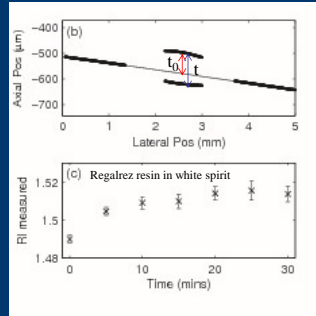 -400
(b)
-500
t₀
t
-600
-700
Axial Pos (µm)
0 1 2 3 4 5
Lateral Pos (mm)
(c) Regalrez resin in white spirit
1.52
1.5
1.48
RI measured
0 10 20 30
Time (mins)